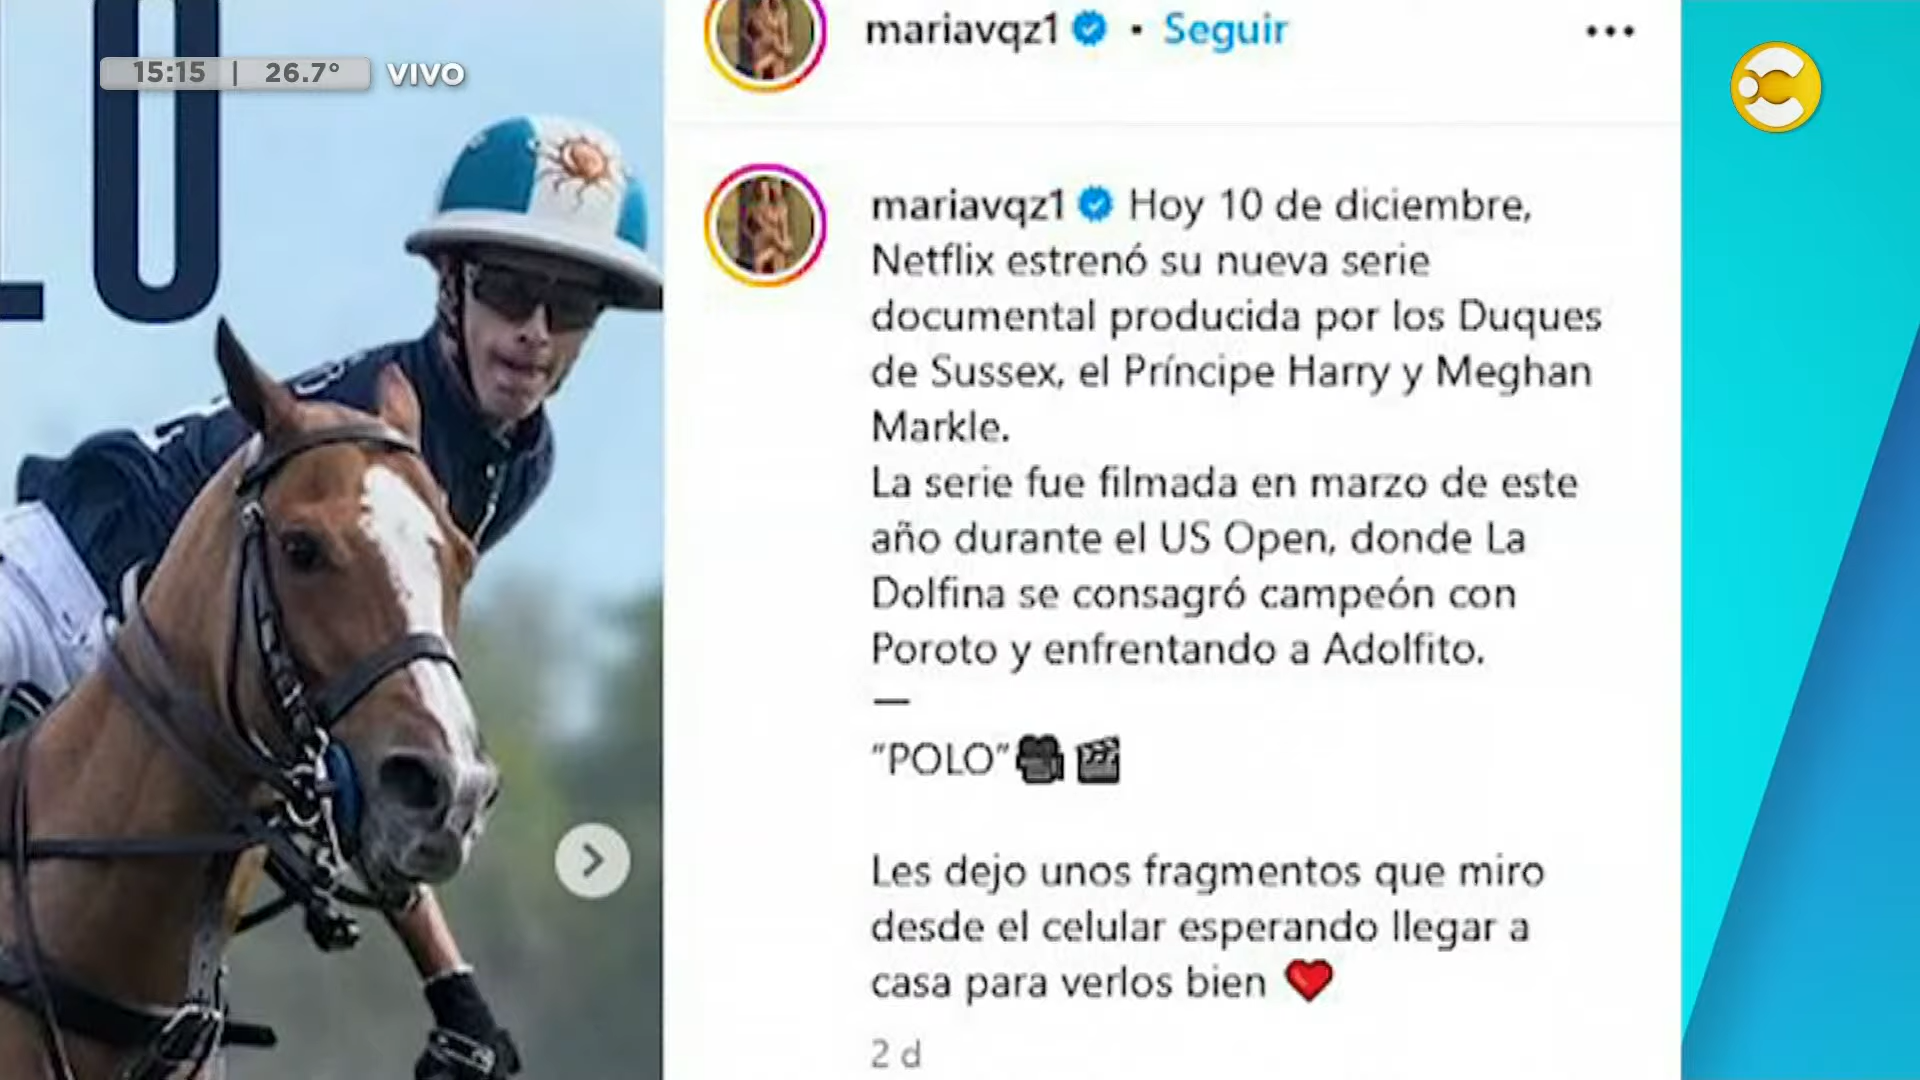 LO
15:15 | 26.7° VIVO
mariavqz1 • Seguir
mariavqz1 Hoy 10 de diciembre,
Netflix estrenó su nueva serie
documental producida por los Duques
de Sussex, el Príncipe Harry y Meghan
Markle.
La serie fue filmada en marzo de este
año durante el US Open, donde La
Dolfina se consagró campeón con
Poroto y enfrentando a Adolfito.
—
“POLO”🎥🎬
Les dejo unos fragmentos que miro
desde el celular esperando llegar a
casa para verlos bien ❤️
2 d